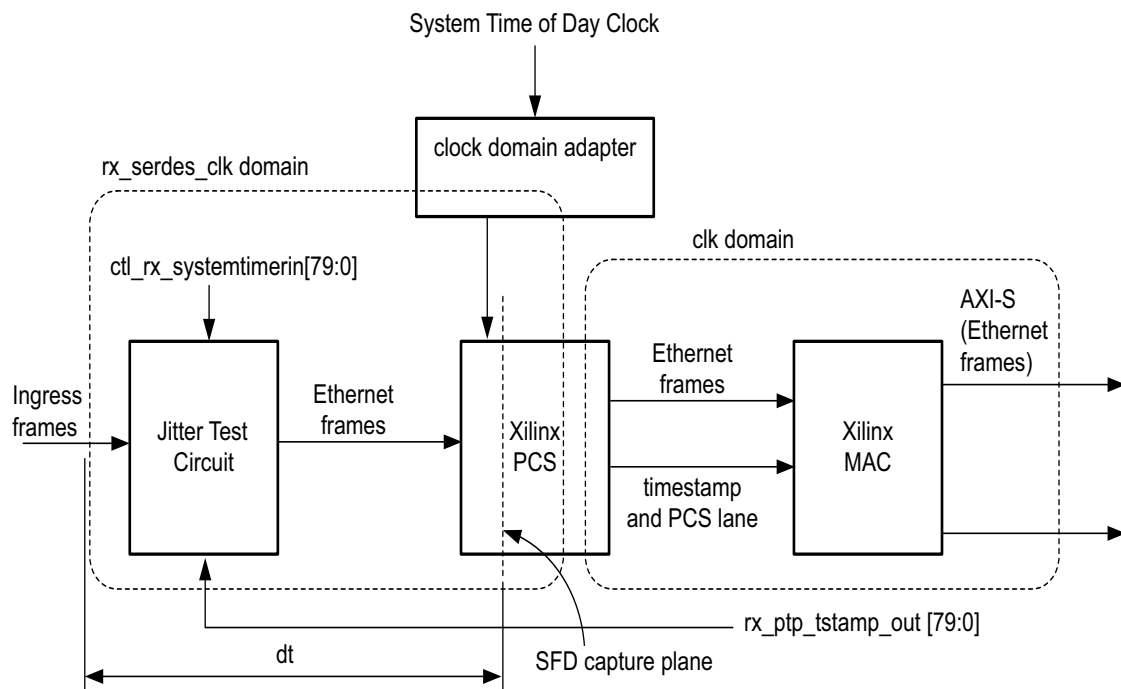 System Time of Day Clock
clock domain adapter
rx_serdes_clk domain
clk domain
ctl_rx_systemtimerin[79:0]
AXI-S
(Ethernet
frames)
Ingress
frames
Jitter Test
Circuit
Ethernet
frames
Xilinx
PCS
Ethernet
frames
timestamp
and PCS lane
Xilinx
MAC
rx_ptp_tstamp_out [79:0]
dt
SFD capture plane